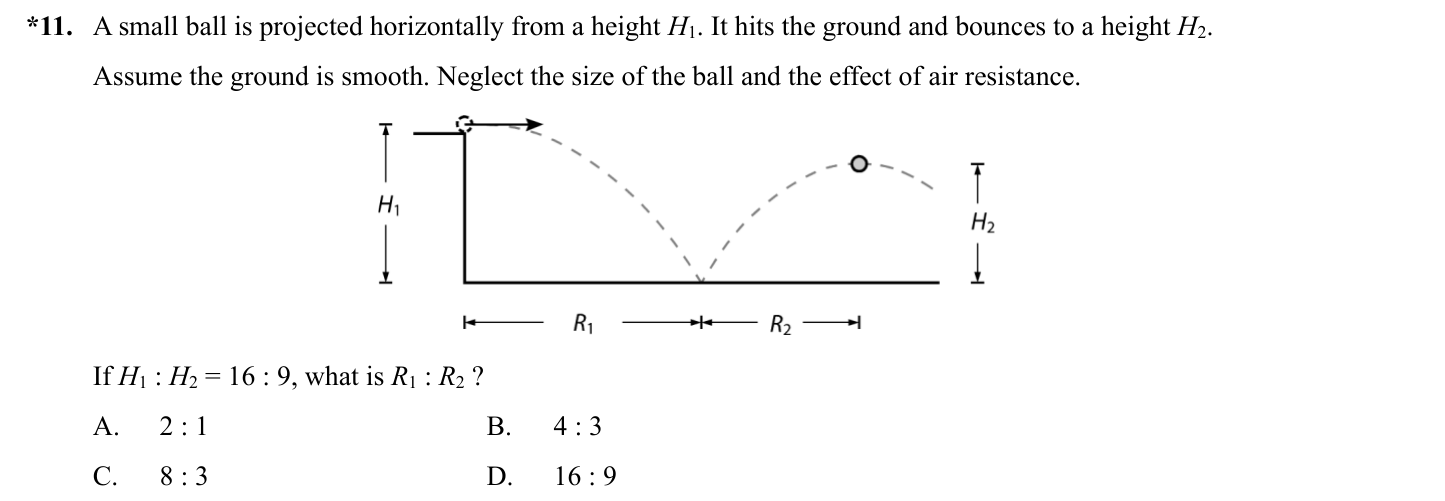 *11. A small ball is projected horizontally from a height H₁. It hits the ground and bounces to a height H₂.
Assume the ground is smooth. Neglect the size of the ball and the effect of air resistance.
H₁
H₂
R₁
R₂
If H₁ : H₂ = 16 : 9, what is R₁ : R₂ ?
A. 2 : 1 B. 4 : 3
C. 8 : 3 D. 16 : 9